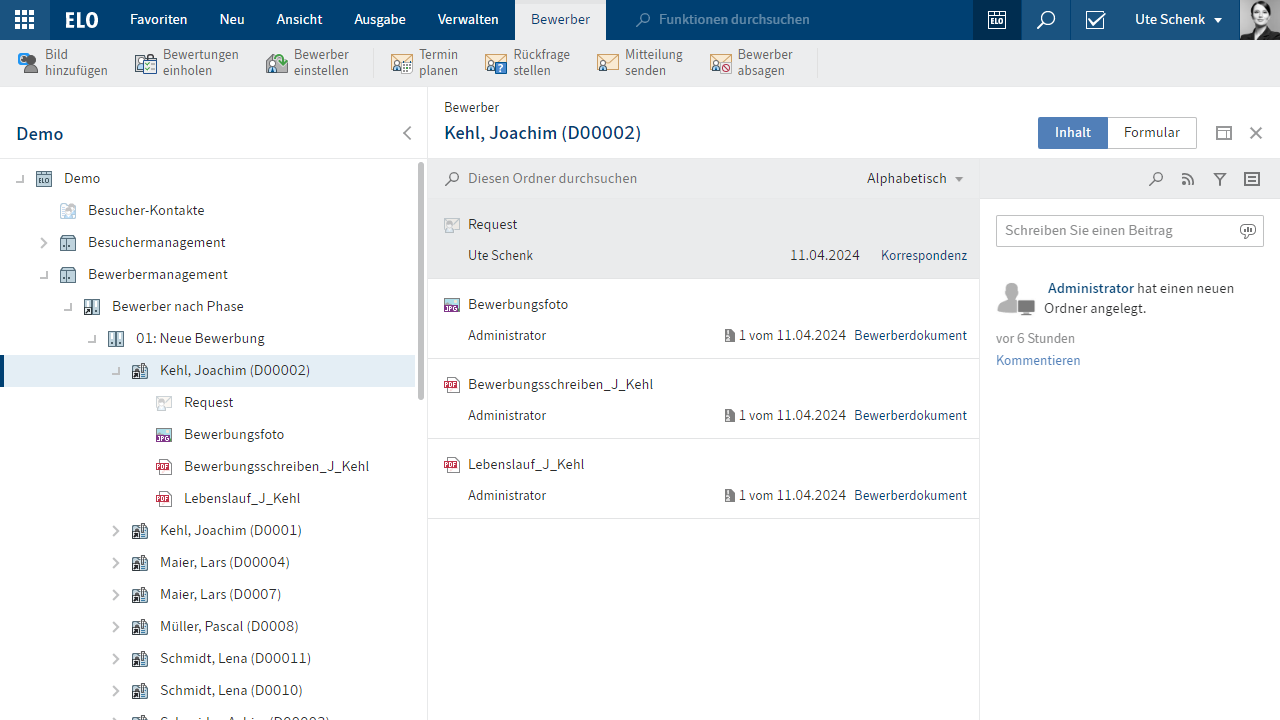 ELO Favoriten Neu Ansicht Ausgabe Verwalten Bewerber Funktionen durchsuchen ELO Ute Schenk
Bild hinzufügen
Bewertungen einholen
Bewerber einstellen
Termin planen
Rückfrage stellen
Mitteilung senden
Bewerber absagen
Demo
Demo
Besucher-Kontakte
Besuchermanagement
Bewerbermanagement
Bewerber nach Phase
01: Neue Bewerbung
Kehl, Joachim (D00002)
Request
Bewerbungsfoto
Bewerbungsschreiben_J_Kehl
Lebenslauf_J_Kehl
Kehl, Joachim (D0001)
Maier, Lars (D00004)
Maier, Lars (D0007)
Müller, Pascal (D0008)
Schmidt, Lena (D00011)
Schmidt, Lena (D0010)
Bewerber
Kehl, Joachim (D00002)
Inhalt Formular
Diesen Ordner durchsuchen Alphabetisch
Request
Ute Schenk 11.04.2024 Korrespondenz
Bewerbungsfoto
Administrator 1 vom 11.04.2024 Bewerberdokument
Bewerbungsschreiben_J_Kehl
Administrator 1 vom 11.04.2024 Bewerberdokument
Lebenslauf_J_Kehl
Administrator 1 vom 11.04.2024 Bewerberdokument
Schreiben Sie einen Beitrag
Administrator hat einen neuen
Ordner angelegt.
vor 6 Stunden
Kommentieren